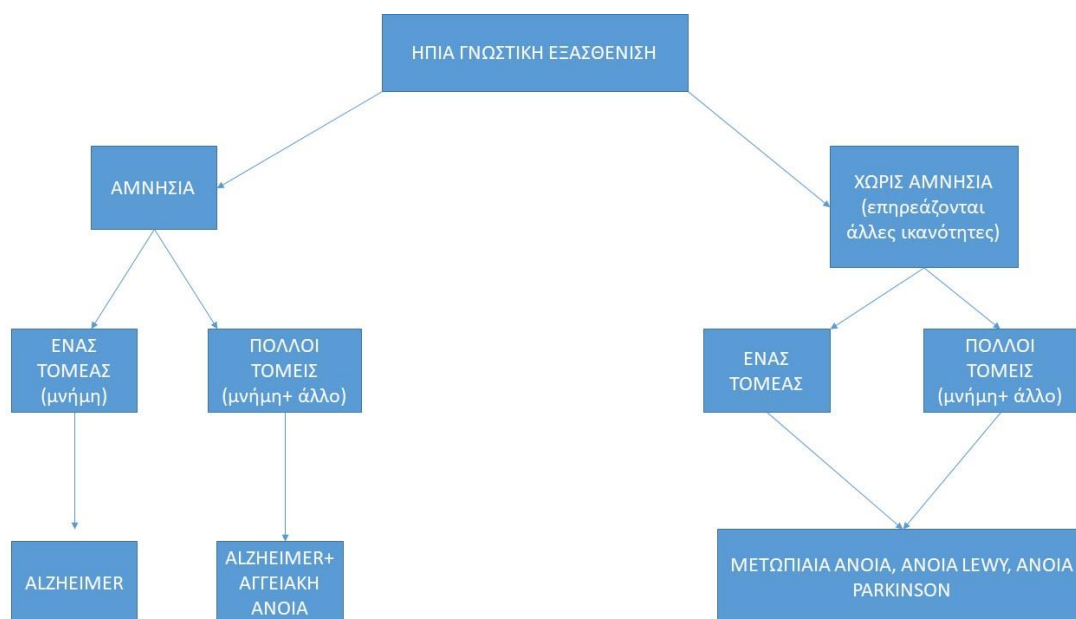 ΗΠΙΑ ΓΝΩΣΤΙΚΗ ΕΞΑΣΘΕΝΙΣΗ
ΑΜΝΗΣΙΑ
ΧΩΡΙΣ ΑΜΝΗΣΙΑ
(επηρεάζονται
άλλες ικανότητες)
ΕΝΑΣ
ΤΟΜΕΑΣ
(μνήμη)
ΠΟΛΛΟΙ
ΤΟΜΕΙΣ
(μνήμη+ άλλο)
ΕΝΑΣ
ΤΟΜΕΑΣ
ΠΟΛΛΟΙ
ΤΟΜΕΙΣ
(μνήμη+ άλλο)
ALZHEIMER
ALZHEIMER+
ΑΓΓΕΙΑΚΗ
ΑΝΟΙΑ
ΜΕΤΩΠΙΑΙΑ ΑΝΟΙΑ, ΑΝΟΙΑ LEWY, ΑΝΟΙΑ
PARKINSON